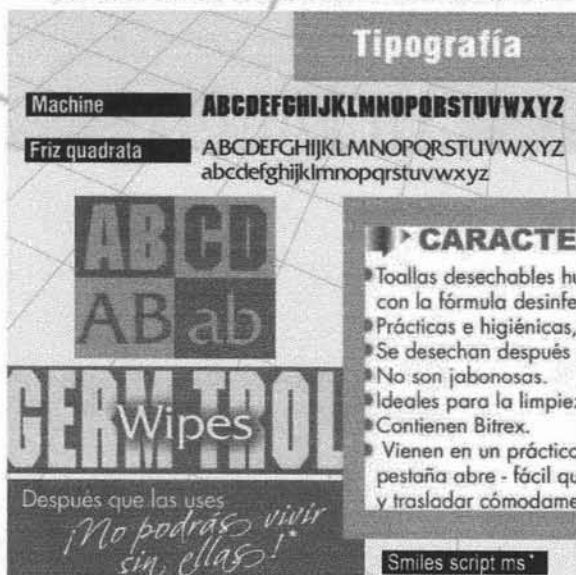 Tipografía
Machine
ABCDEFGHIJKLMNOPQRSTUVWXYZ
Friz quadrata
ABCDEFGHIJKLMNOPQRSTUVWXYZ
abcdefghijklmnopqrstuvwxyz
AB CD
AB ab
GERM TROL
Wipes
Después que las uses
¡No podrás vivir
sin ellas!*
CARACTE
Toallas desechables hu
con la fórmula desinfe
Prácticas e higiénicas,
Se desechan después
No son jabonosas.
Ideales para la limpiez
Contienen Bitrex.
Vienen en un práctico
pestaña abre - fácil qu
y trasladar cómodame
Smiles script ms*